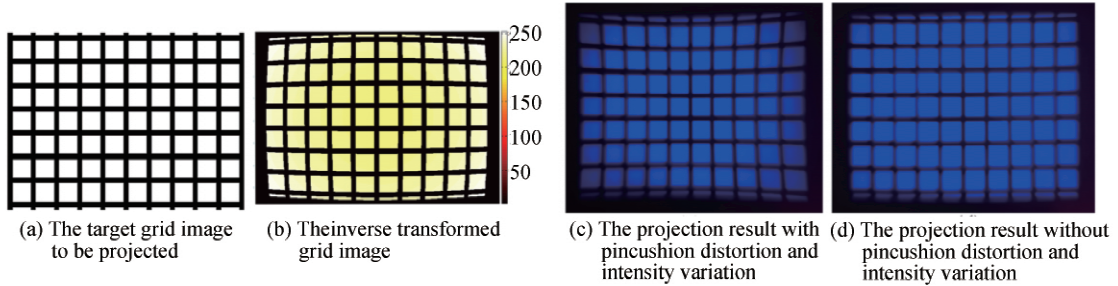 250
200
150
100
50
(a) The target grid image
to be projected
(b) Theinverse transformed
grid image
(c) The projection result with
pincushion distortion and
intensity variation
(d) The projection result without
pincushion distortion and
intensity variation